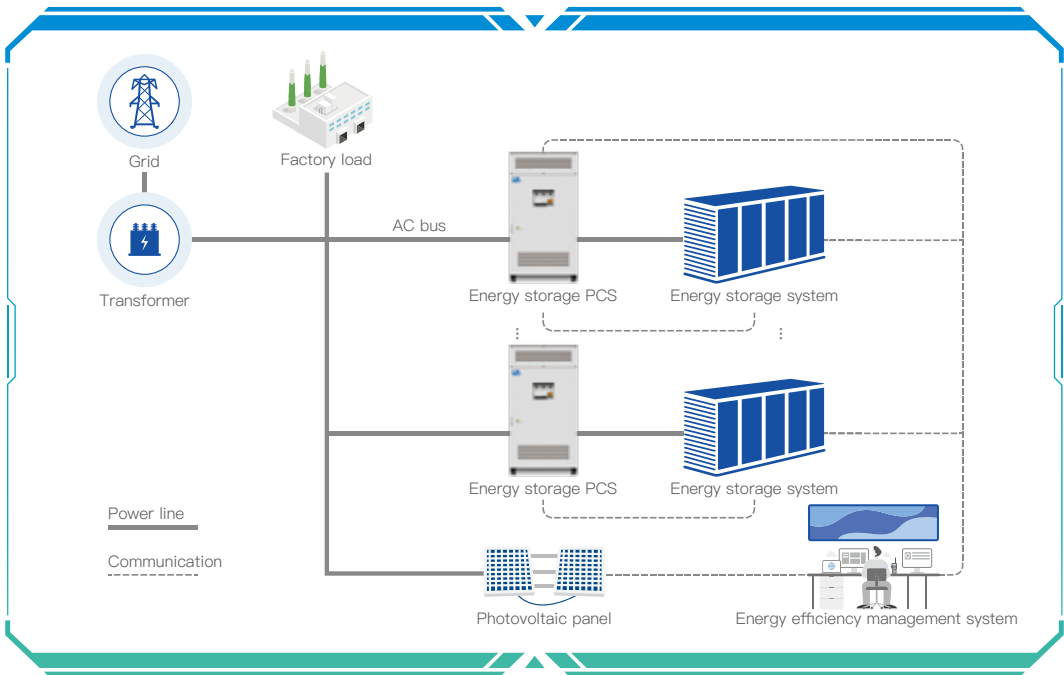 Grid
Factory load
AC bus
Transformer
Energy storage PCS
Energy storage system
Energy storage PCS
Energy storage system
Power line
Communication
Photovoltaic panel
Energy efficiency management system